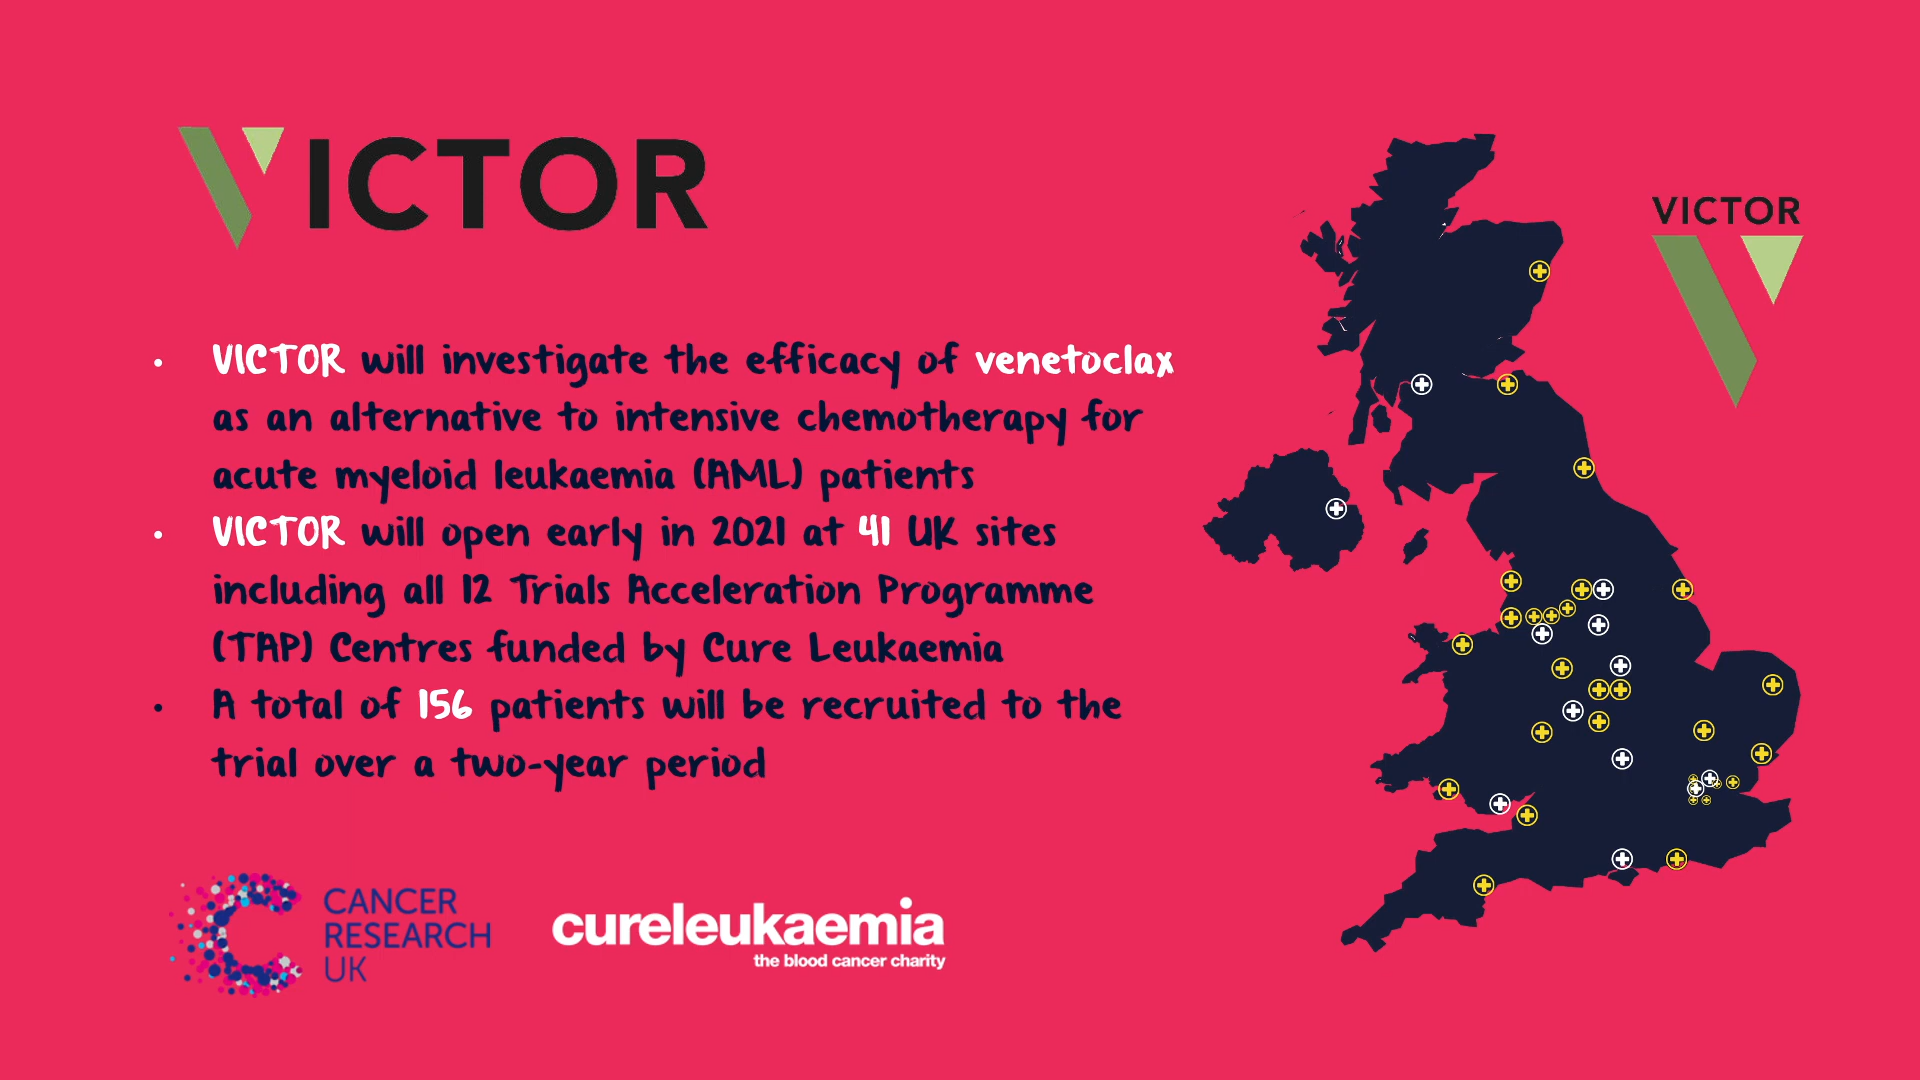 VICTOR
VICTOR
• VICTOR will investigate the efficacy of venetoclax
as an alternative to intensive chemotherapy for
acute myeloid leukaemia (AML) patients
• VICTOR will open early in 2021 at 41 UK sites
including all 12 Trials Acceleration Programme
(TAP) Centres funded by Cure Leukaemia
• A total of 156 patients will be recruited to the
trial over a two-year period
CANCER
RESEARCH
UK
cureleukaemia
the blood cancer charity